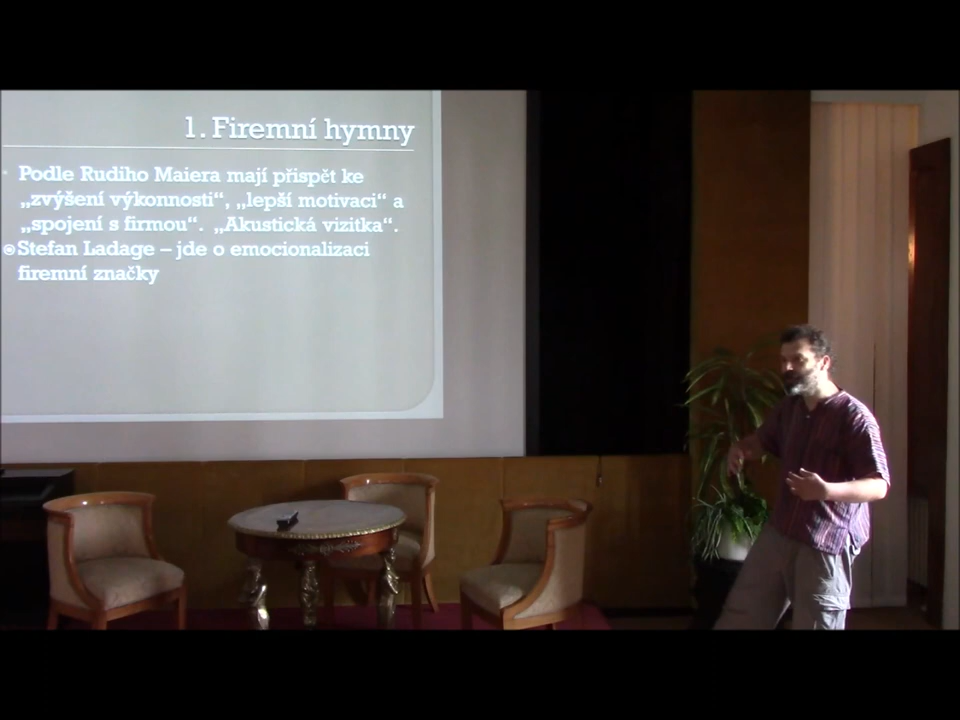 1. Firemní hymny
Podle Rudiho Maiera mají přispět ke
„zvýšení výkonnosti“, „lepší motivaci“ a
„spojení s firmou“. „Akustická vizitka“.
Stefan Ladage – jde o emocionalizaci
firemní značky